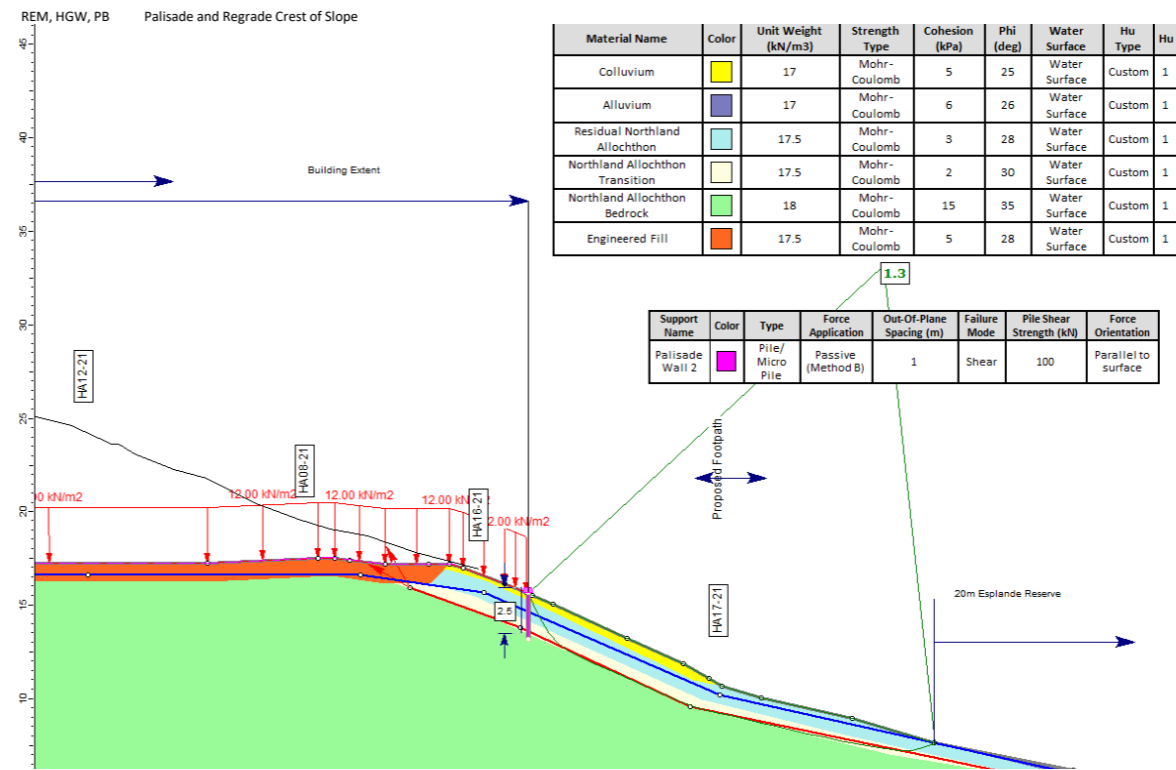 REM, HGW, PB Palisade and Regrade Crest of Slope
Material Name Color Unit Weight (kN/m3) Strength Type Cohesion (kPa) Phi (deg) Water Surface Hu Type Hu
Colluvium 17 Mohr-Coulomb 5 25 Water Surface Custom 1
Alluvium 17 Mohr-Coulomb 6 26 Water Surface Custom 1
Residual Northland Allochthon 17.5 Mohr-Coulomb 3 28 Water Surface Custom 1
Northland Allochthon Transition 17.5 Mohr-Coulomb 2 30 Water Surface Custom 1
Northland Allochthon Bedrock 18 Mohr-Coulomb 15 35 Water Surface Custom 1
Engineered Fill 17.5 Mohr-Coulomb 5 28 Water Surface Custom 1
Building Extent
1.3
Support Name Color Type Force Application Out-Of-Plane Spacing (m) Failure Mode Pile Shear Strength (kN) Force Orientation
Palisade Wall 2 Pile/ Micro Pile Passive (Method B) 1 Shear 100 Parallel to surface
45
40
35
30
25
20
15
10
HA12-21
HA08-21
HA16-21
HA17-21
Proposed Footpath
00 kN/m2
12.00 kN/m2
12.00 kN/m2
12.00 kN/
2.00 kN/m2
2.5
20m Esplande Reserve